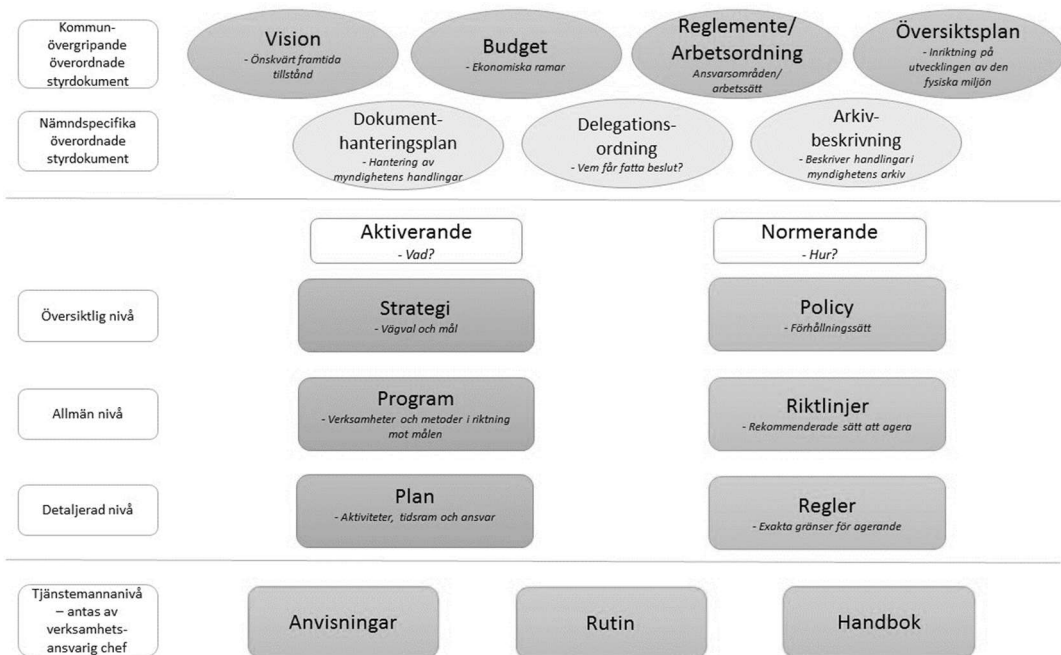 Kommun-
övergripande
överordnade
styrdokument
Vision
- Önskvärt framtida
tillstånd
Budget
- Ekonomiska ramar
Reglemente/
Arbetsordning
Ansvarsområden/
arbetssätt
Översiktsplan
- Inriktning på
utvecklingen av den
fysiska miljön
Nämndspecifika
överordnade
styrdokument
Dokument-
hanteringsplan
- Hantering av
myndighetens handlingar
Delegations-
ordning
- Vem får fatta beslut?
Arkiv-
beskrivning
- Beskriver handlingar i
myndighetens arkiv
Aktiverande
- Vad?
Normerande
- Hur?
Översiktlig nivå
Strategi
- Vägval och mål
Policy
- Förhållningssätt
Allmän nivå
Program
- Verksamheter och metoder i riktning
mot målen
Riktlinjer
- Rekommenderade sätt att agera
Detaljerad nivå
Plan
- Aktiviteter, tidsram och ansvar
Regler
- Exakta gränser för agerande
Tjänstemannanivå
– antas av
verksamhets-
ansvarig chef
Anvisningar
Rutin
Handbok